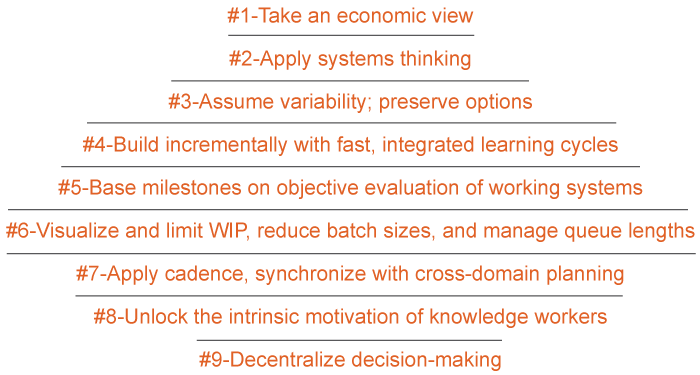 #1-Take an economic view
#2-Apply systems thinking
#3-Assume variability; preserve options
#4-Build incrementally with fast, integrated learning cycles
#5-Base milestones on objective evaluation of working systems
#6-Visualize and limit WIP, reduce batch sizes, and manage queue lengths
#7-Apply cadence, synchronize with cross-domain planning
#8-Unlock the intrinsic motivation of knowledge workers
#9-Decentralize decision-making